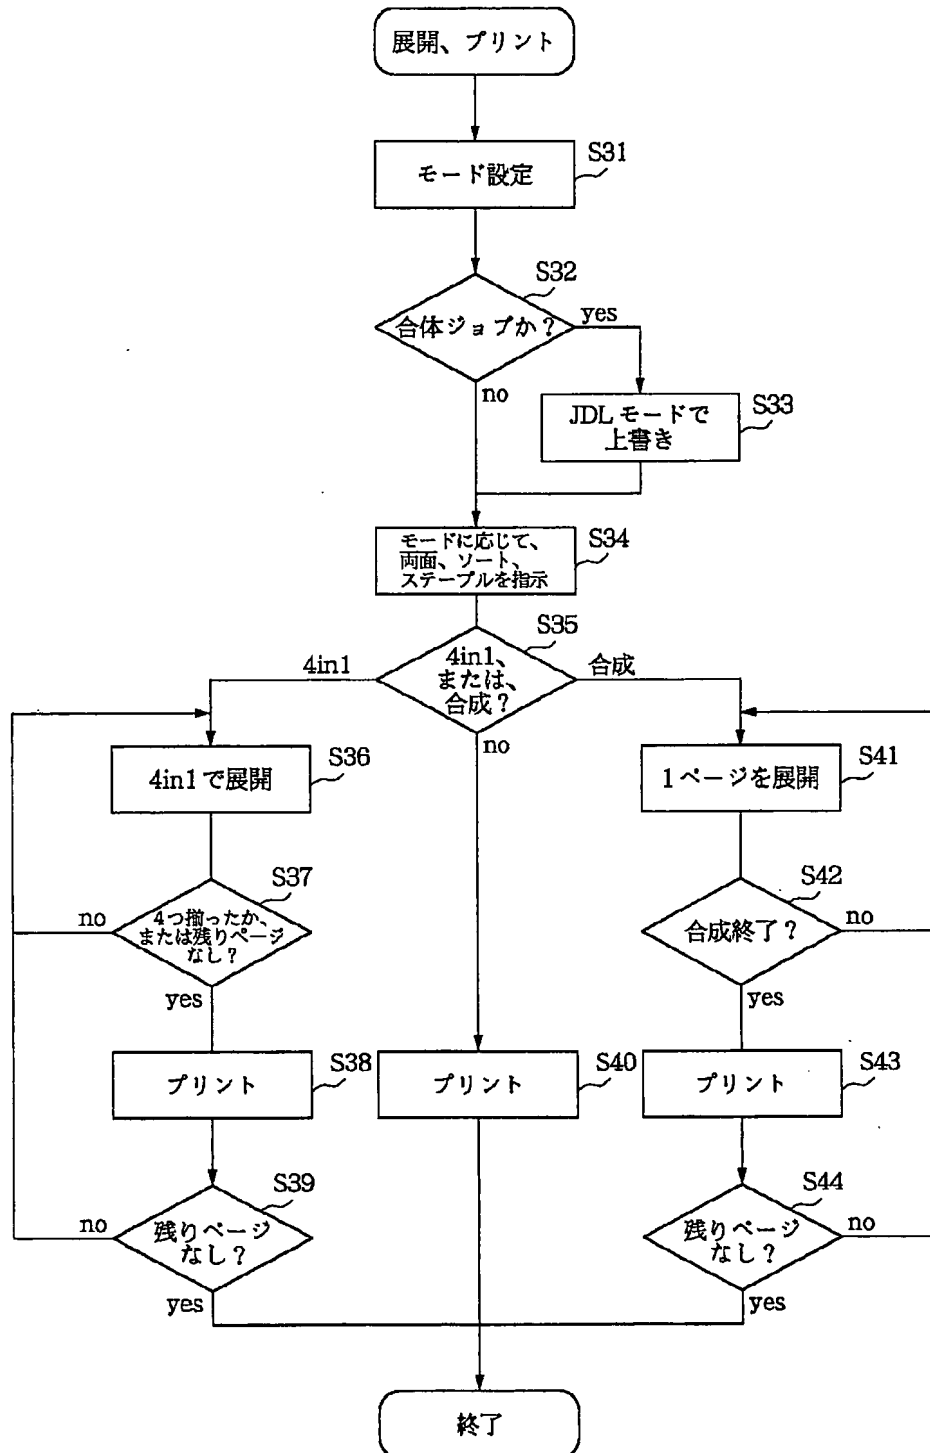 展開、プリント
S31
モード設定
S32
合体ジョブか？
yes
no
S33
JDL モードで
上書き
S34
モードに応じて、
両面、ソート、
ステープルを指示
S35
4in1、
または、
合成？
4in1
合成
no
S36
4in1で展開
S41
1ページを展開
S37
4つ揃ったか、
または残りページ
なし？
no
yes
S42
合成終了？
no
yes
S38
プリント
S40
プリント
S43
プリント
S39
残りページ
なし？
no
yes
S44
残りページ
なし？
no
yes
終了